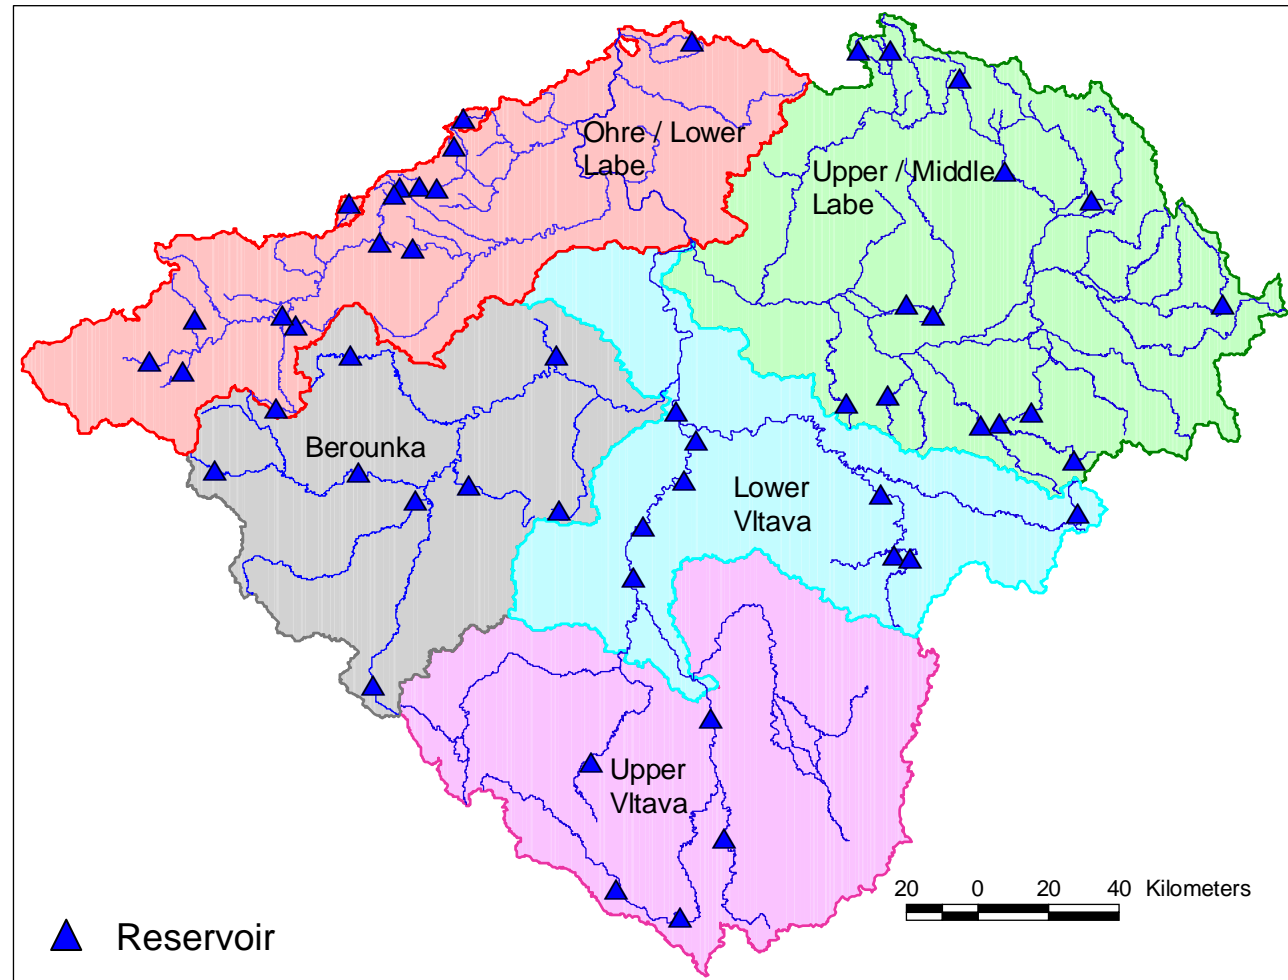 Ohre / Lower
Labe
Upper / Middle
Labe
Berounka
Lower
Vltava
Upper
Vltava
20 0 20 40 Kilometers
Reservoir